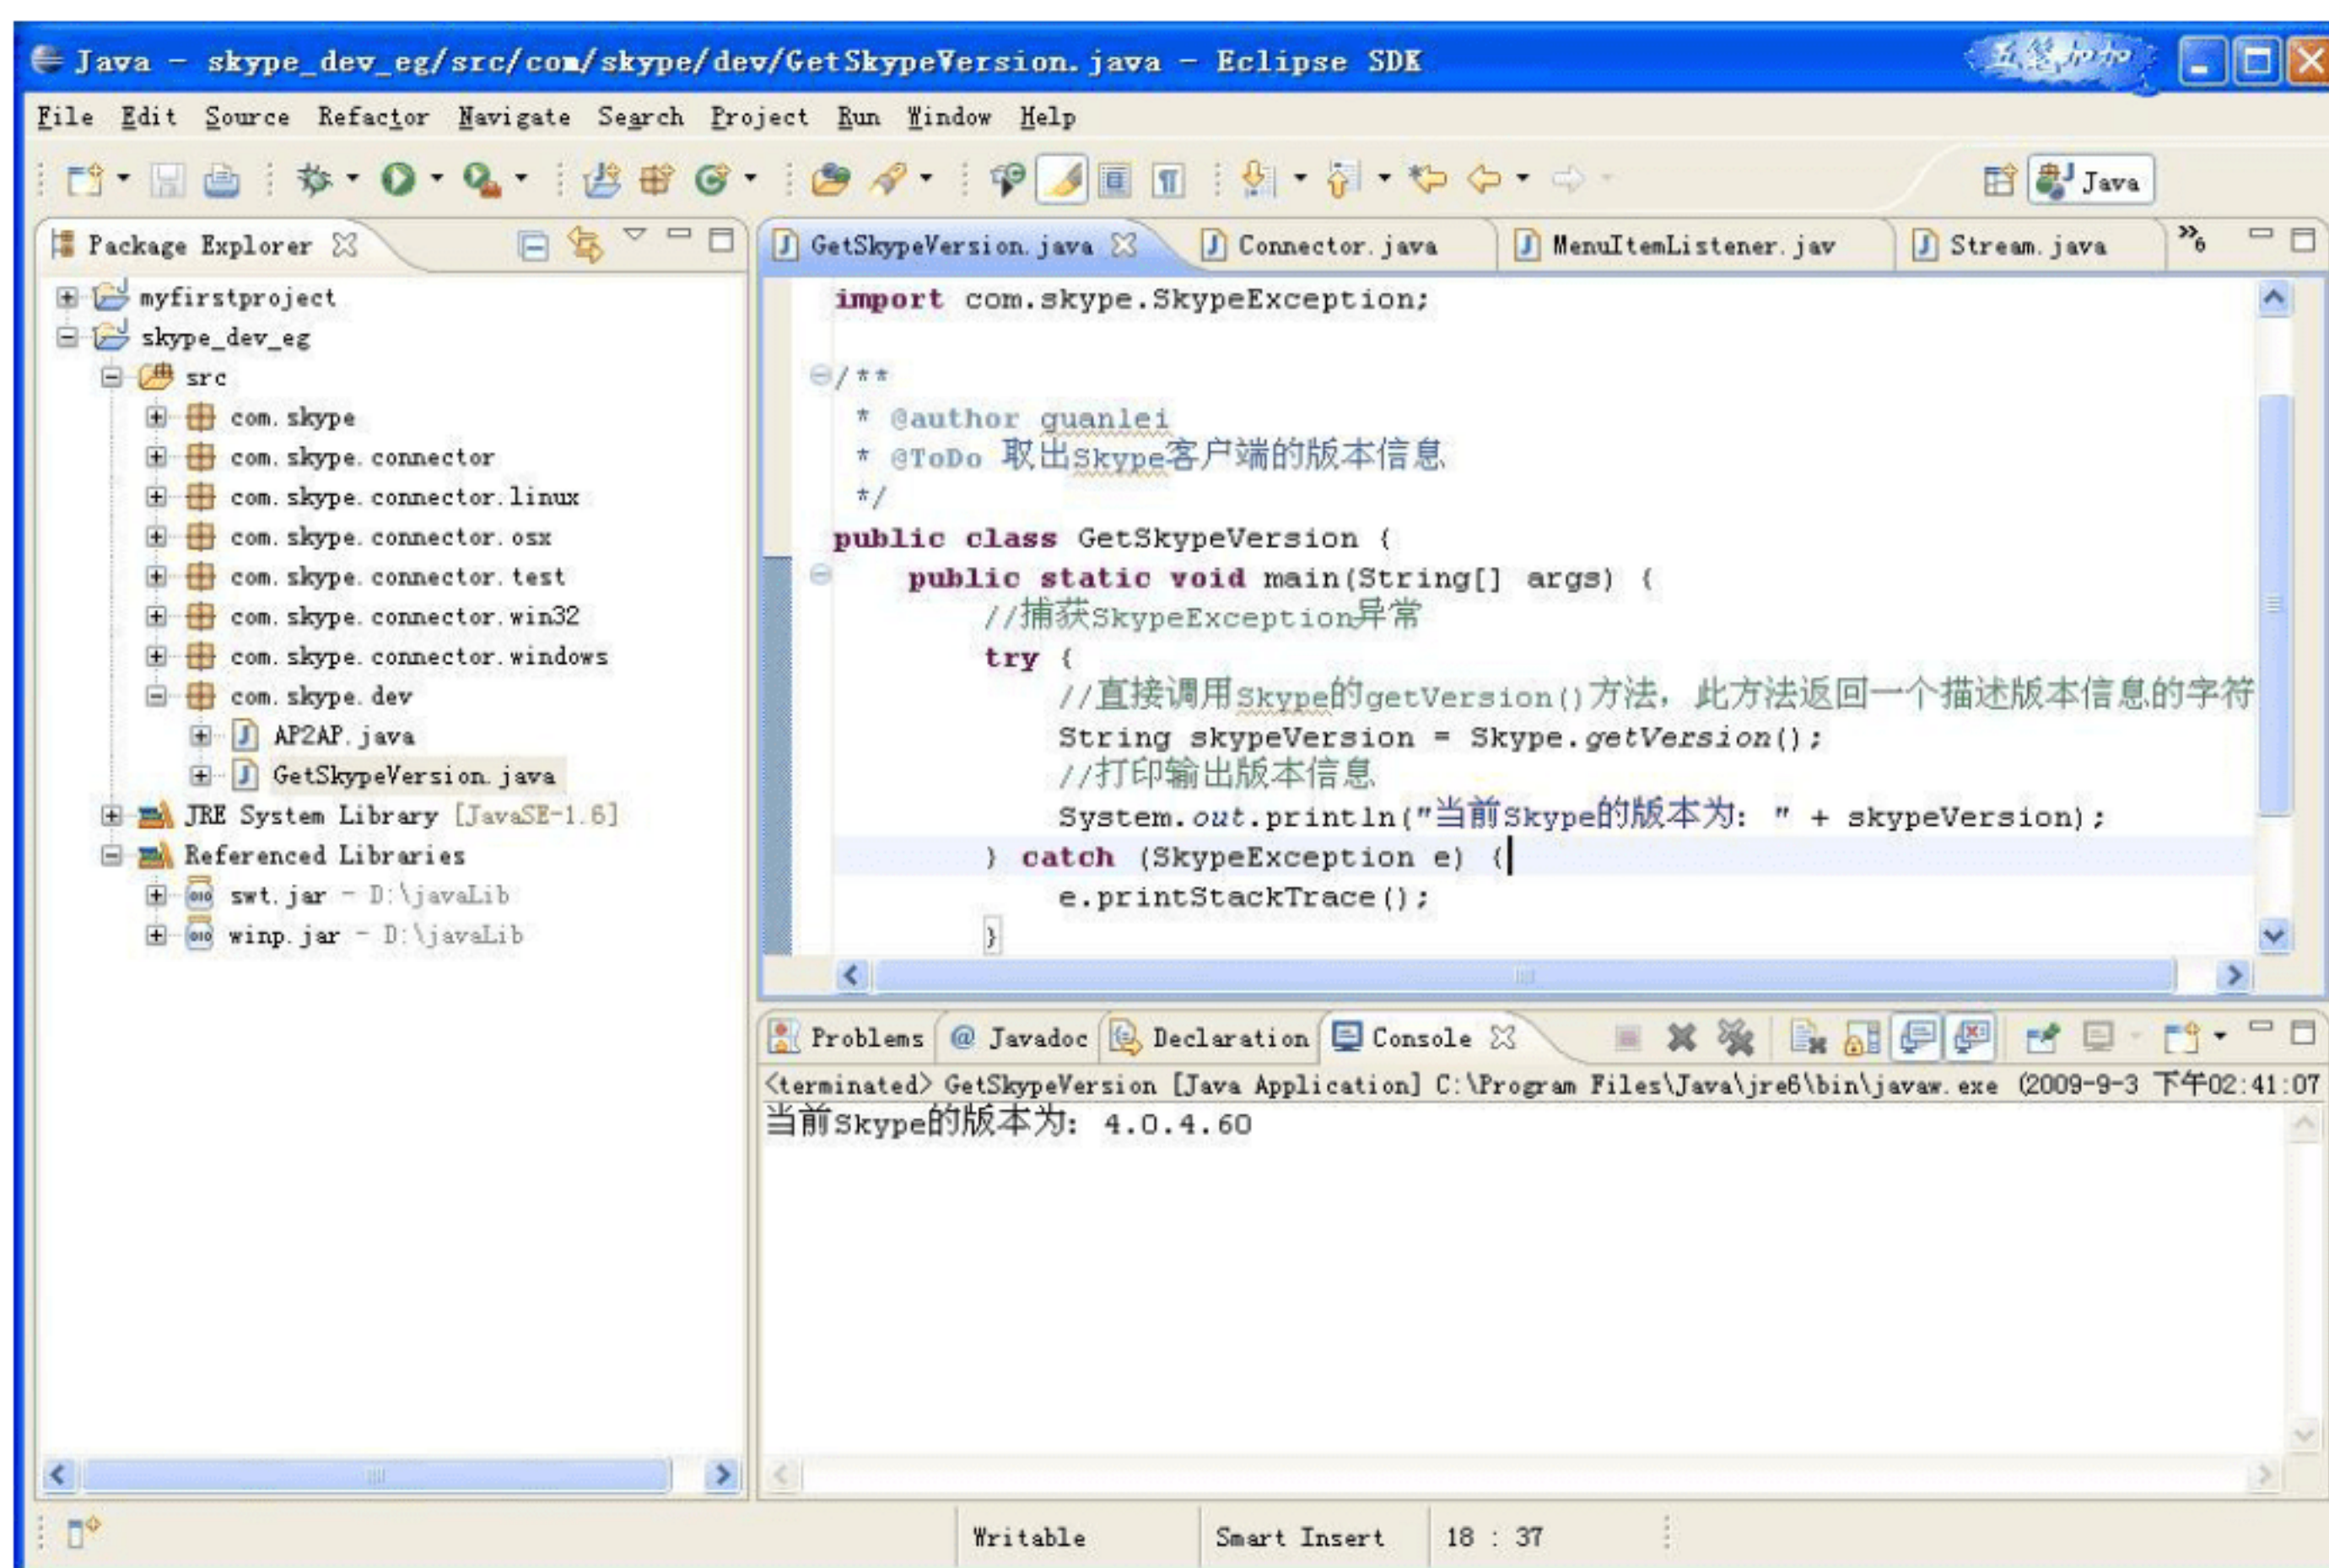 Java - skype_dev_eg/src/com/skype/dev/GetSkypeVersion.java - Eclipse SDK
五笔加加
File Edit Source Refactor Navigate Search Project Run Window Help
Java
Package Explorer
myfirstproject
skype_dev_eg
src
com.skype
com.skype.connector
com.skype.connector.linux
com.skype.connector.osx
com.skype.connector.test
com.skype.connector.win32
com.skype.connector.windows
com.skype.dev
AP2AP.java
GetSkypeVersion.java
JRE System Library [JavaSE-1.6]
Referenced Libraries
swt.jar - D:\javaLib
winp.jar - D:\javaLib
GetSkypeVersion.java Connector.java MenuItemListener.jav Stream.java »6
import com.skype.SkypeException;
/**
* @author guanlei
* @ToDo 取出Skype客户端的版本信息
*/
public class GetSkypeVersion {
public static void main(String[] args) {
//捕获SkypeException异常
try {
//直接调用Skype的getVersion()方法，此方法返回一个描述版本信息的字符
String skypeVersion = Skype.getVersion();
//打印输出版本信息
System.out.println("当前Skype的版本为：" + skypeVersion);
} catch (SkypeException e) {
e.printStackTrace();
}
Problems @ Javadoc Declaration Console
<terminated> GetSkypeVersion [Java Application] C:\Program Files\Java\jre6\bin\javaw.exe (2009-9-3 下午02:41:07
当前Skype的版本为：4.0.4.60
Writable Smart Insert 18 : 37